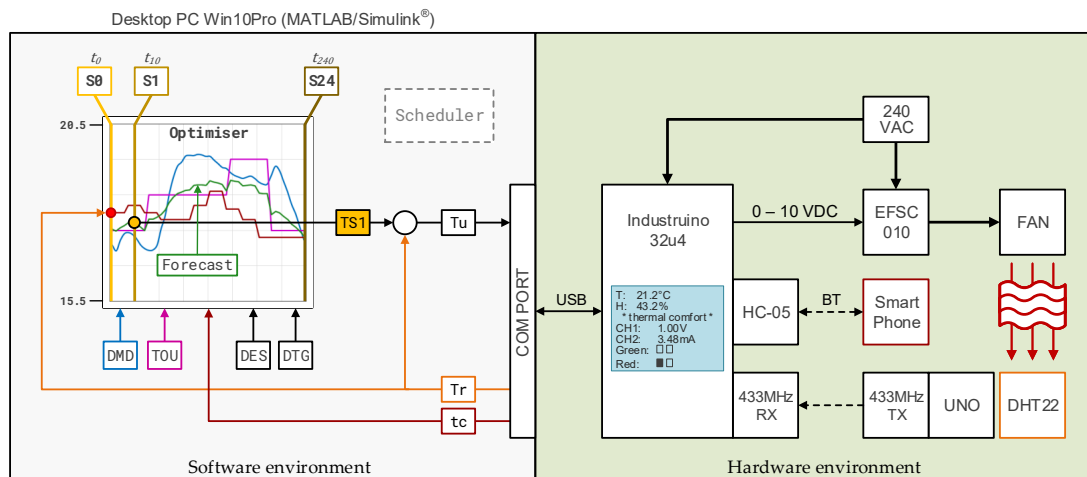 Desktop PC Win10Pro (MATLAB/Simulink®)
t0
t10
t240
S0
S1
S24
20.5
Optimiser
Forecast
15.5
Scheduler
TS1
Tu
DMD
TOU
DES
DTG
Tr
tc
COM PORT
USB
Software environment
240
VAC
Industruino
32u4
0 – 10 VDC
EFSC
010
FAN
T: 21.2°C
H: 43.2%
* thermal comfort *
CH1: 1.00V
CH2: 3.48mA
Green:
Red:
HC-05
BT
Smart
Phone
433MHz
RX
433MHz
TX
UNO
DHT22
Hardware environment